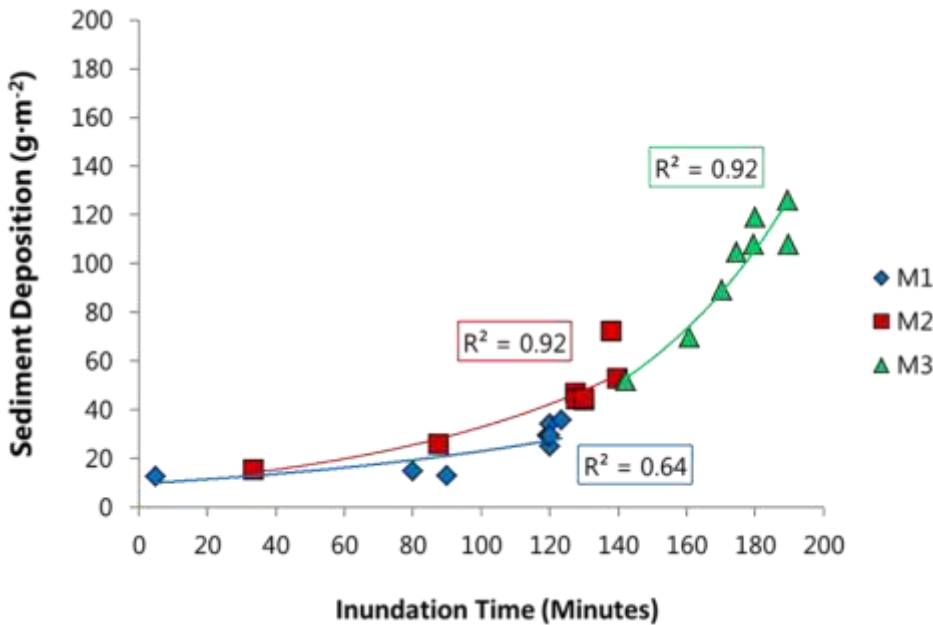 200
180
160
140
120
100
80
60
40
20
0
Sediment Deposition (g·m⁻²)
R² = 0.92
R² = 0.92
R² = 0.64
M1
M2
M3
0 20 40 60 80 100 120 140 160 180 200
Inundation Time (Minutes)